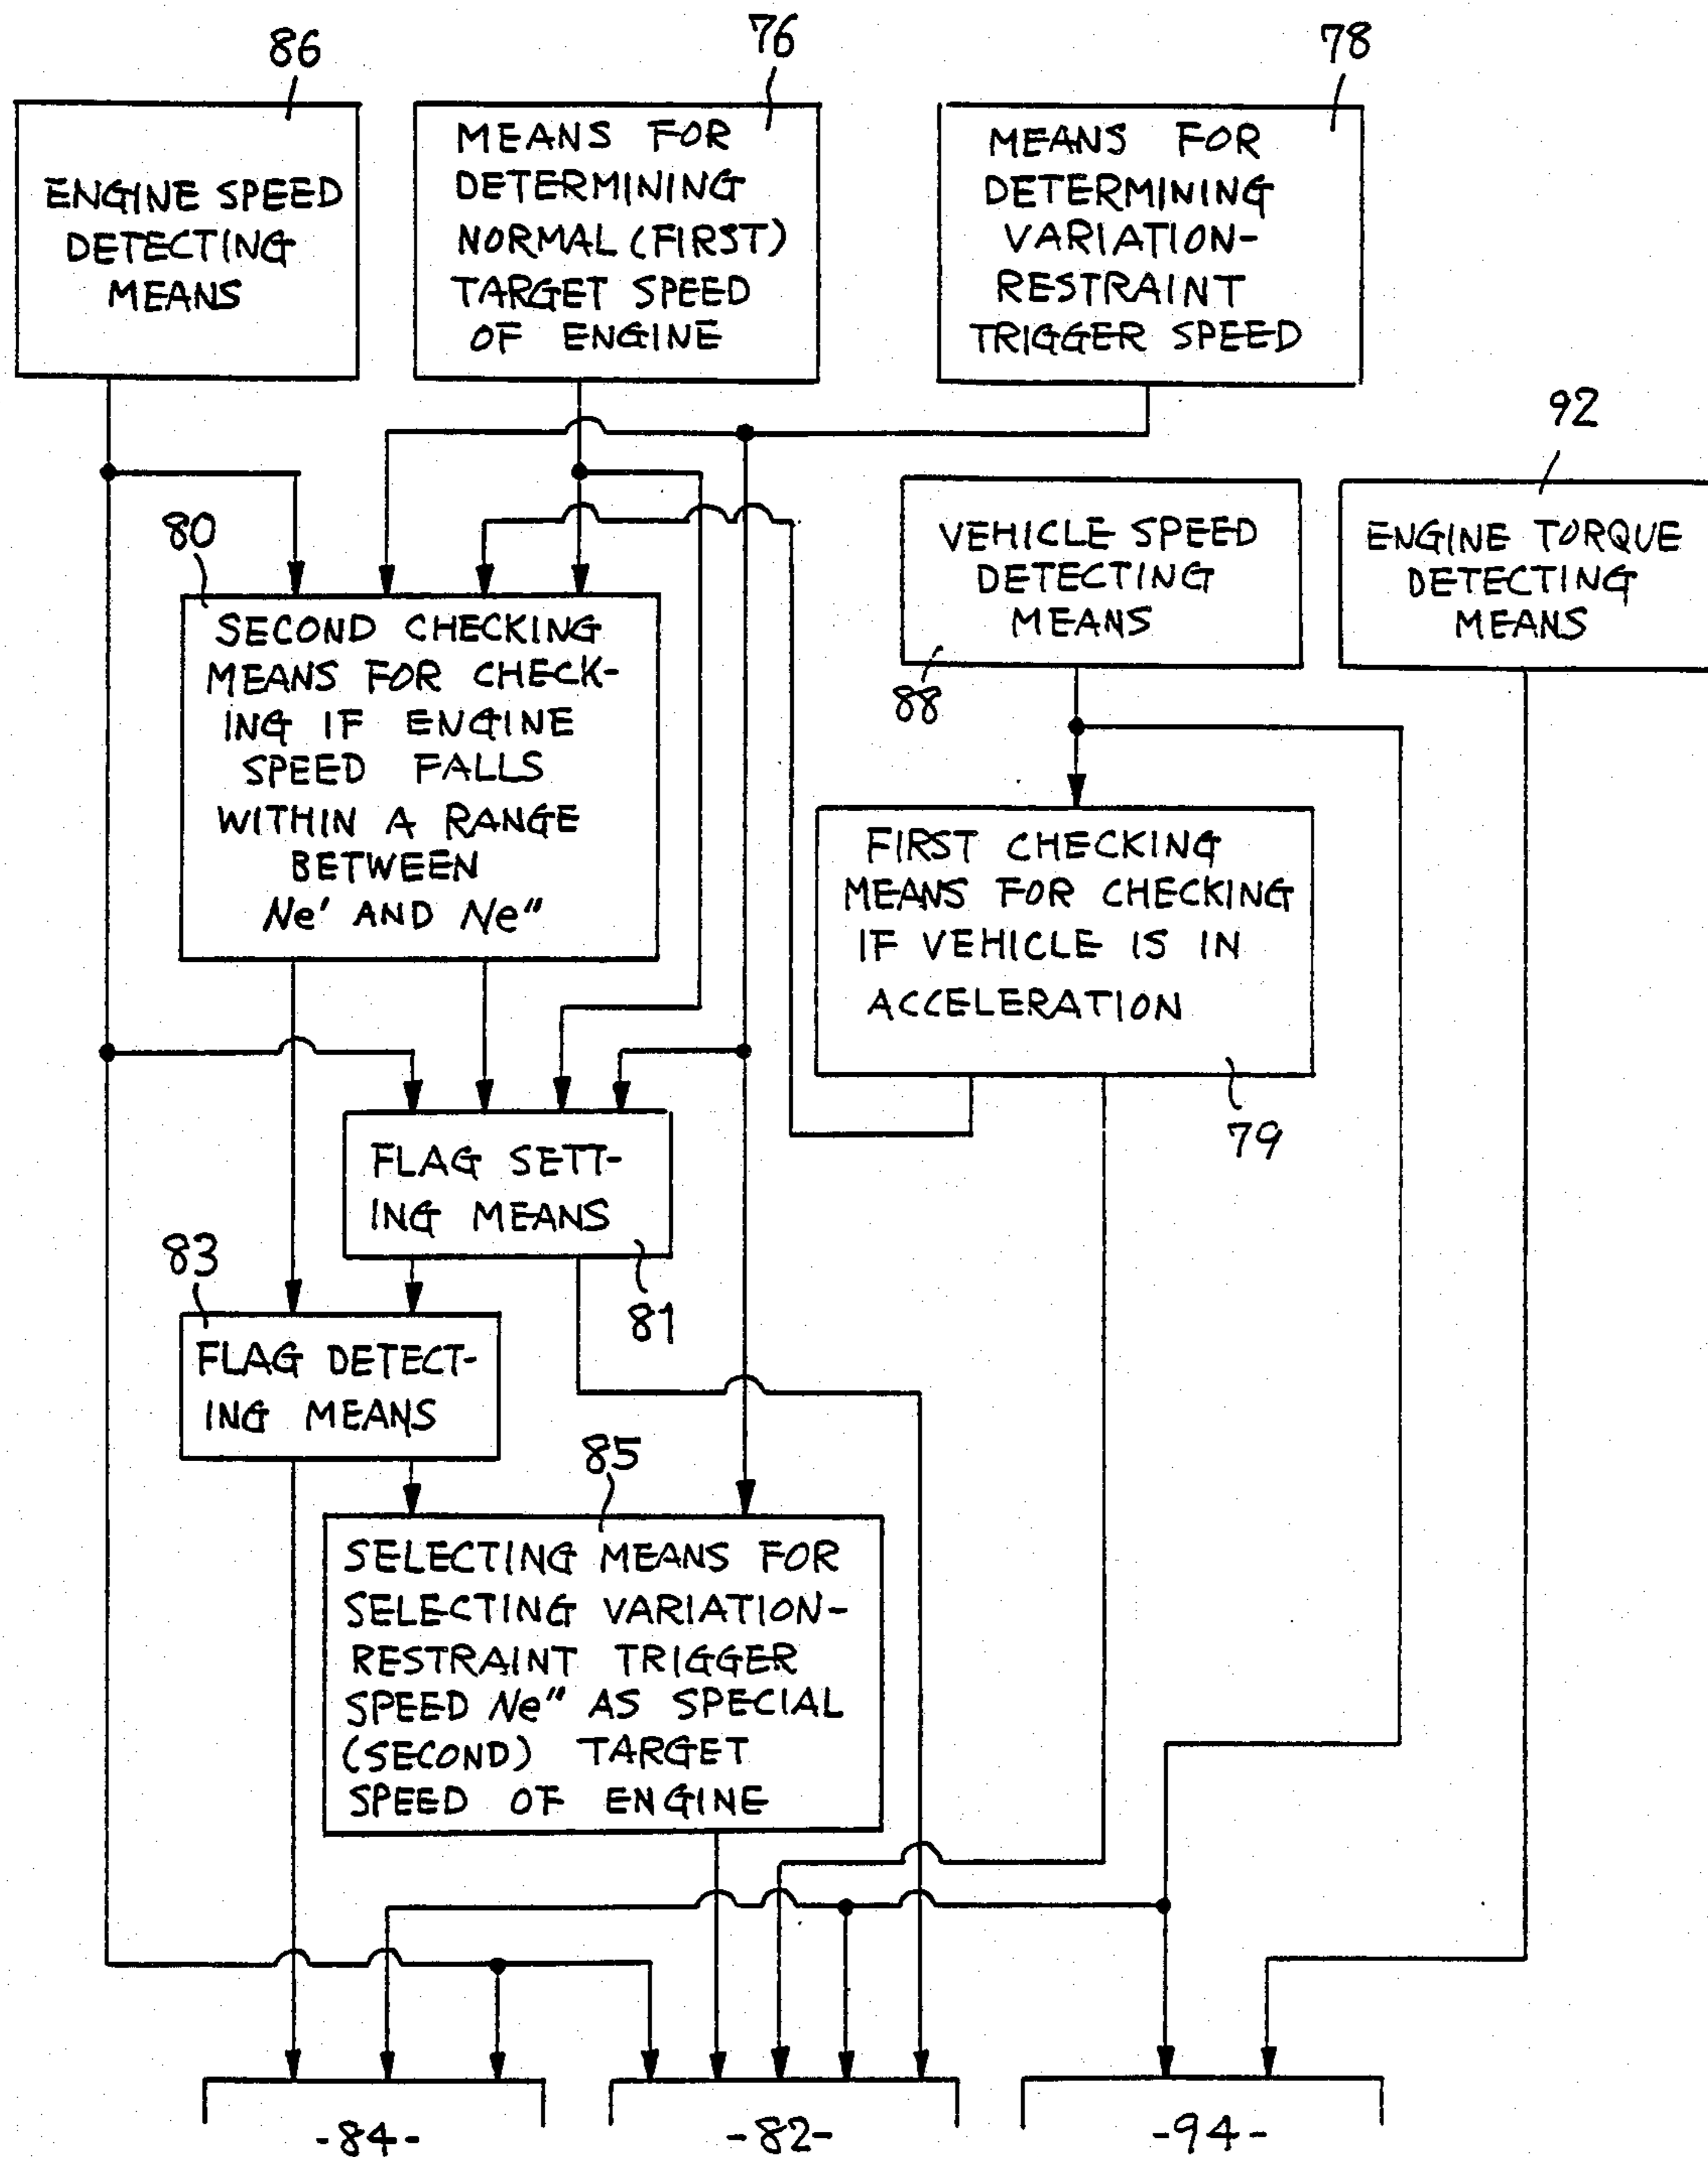 86
76
78
ENGINE SPEED
DETECTING
MEANS
MEANS FOR
DETERMINING
NORMAL (FIRST)
TARGET SPEED
OF ENGINE
MEANS FOR
DETERMINING
VARIATION-
RESTRAINT
TRIGGER SPEED
92
80
VEHICLE SPEED
DETECTING
MEANS
88
ENGINE TORQUE
DETECTING
MEANS
SECOND CHECKING
MEANS FOR CHECK-
ING IF ENGINE
SPEED FALLS
WITHIN A RANGE
BETWEEN
Ne' AND Ne"
FIRST CHECKING
MEANS FOR CHECKING
IF VEHICLE IS IN
ACCELERATION
79
FLAG SETT-
ING MEANS
81
83
FLAG DETECT-
ING MEANS
85
SELECTING MEANS FOR
SELECTING VARIATION-
RESTRAINT TRIGGER
SPEED Ne" AS SPECIAL
(SECOND) TARGET
SPEED OF ENGINE
-84-
-82-
-94-